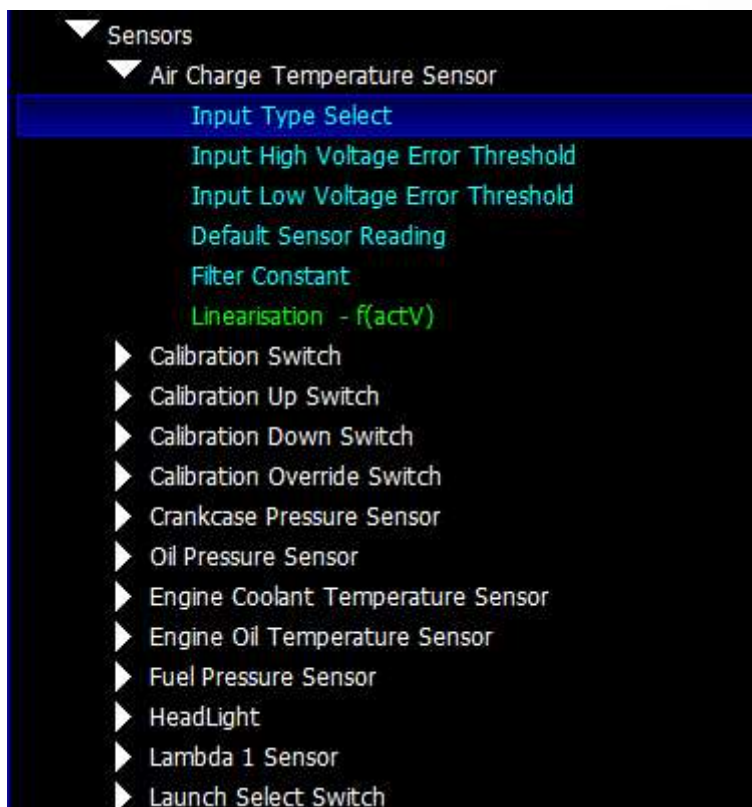 Sensors
Air Charge Temperature Sensor
Input Type Select
Input High Voltage Error Threshold
Input Low Voltage Error Threshold
Default Sensor Reading
Filter Constant
Linearisation - f(actV)
Calibration Switch
Calibration Up Switch
Calibration Down Switch
Calibration Override Switch
Crankcase Pressure Sensor
Oil Pressure Sensor
Engine Coolant Temperature Sensor
Engine Oil Temperature Sensor
Fuel Pressure Sensor
HeadLight
Lambda 1 Sensor
Launch Select Switch